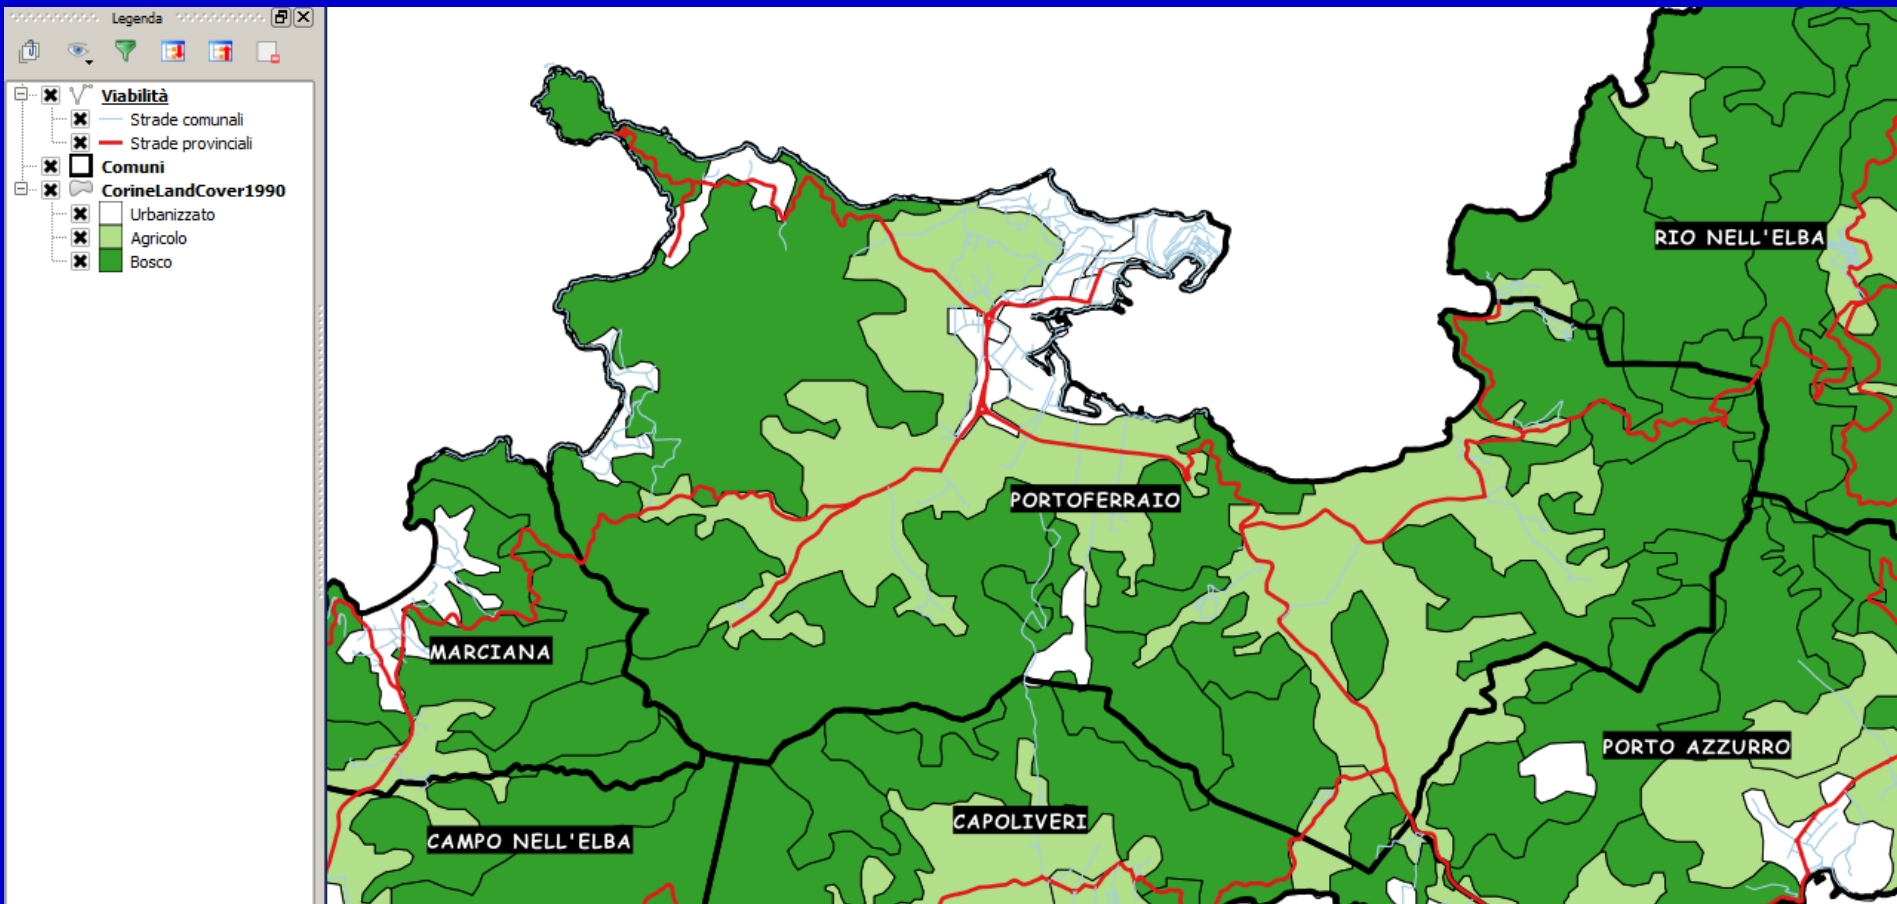 Legenda
Viabilità
Strade comunali
Strade provinciali
Comuni
CorineLandCover1990
Urbanizzato
Agricolo
Bosco
RIO NELL'ELBA
PORTOFERRAIO
MARCIANA
PORTO AZZURRO
CAPOLIVERI
CAMPO NELL'ELBA